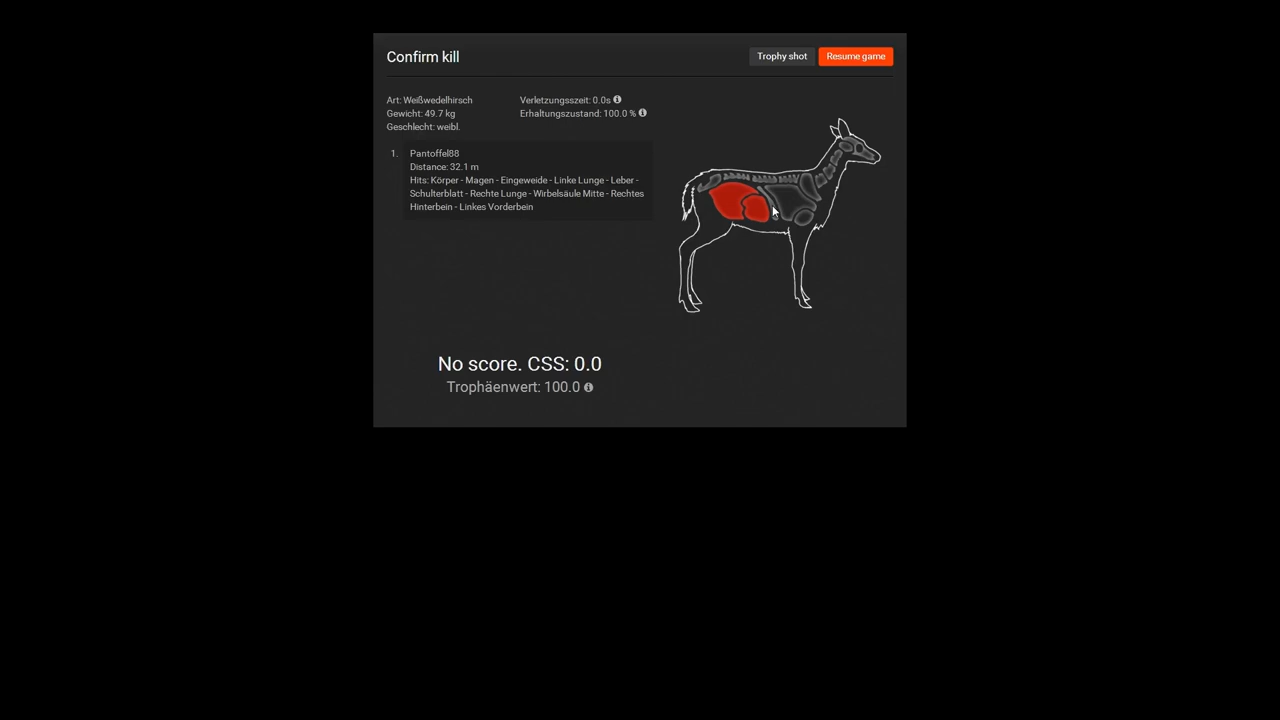 Confirm kill
Trophy shot
Resume game
Art: Weißwedelhirsch
Gewicht: 49.7 kg
Geschlecht: weibl.
Verletzungsszeit: 0.0s
Erhaltungszustand: 100.0 %
1. Pantoffel88
Distance: 32.1 m
Hits: Körper - Magen - Eingeweide - Linke Lunge - Leber -
Schulterblatt - Rechte Lunge - Wirbelsäule Mitte - Rechtes
Hinterbein - Linkes Vorderbein
No score. CSS: 0.0
Trophäenwert: 100.0